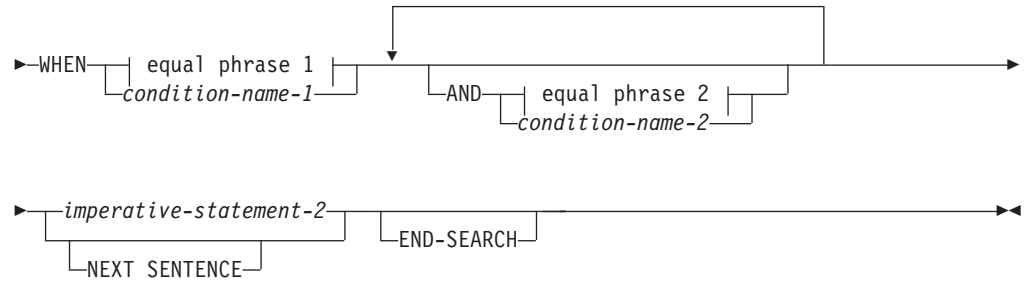 WHEN equal phrase 1
condition-name-1
AND equal phrase 2
condition-name-2
imperative-statement-2
NEXT SENTENCE
END-SEARCH